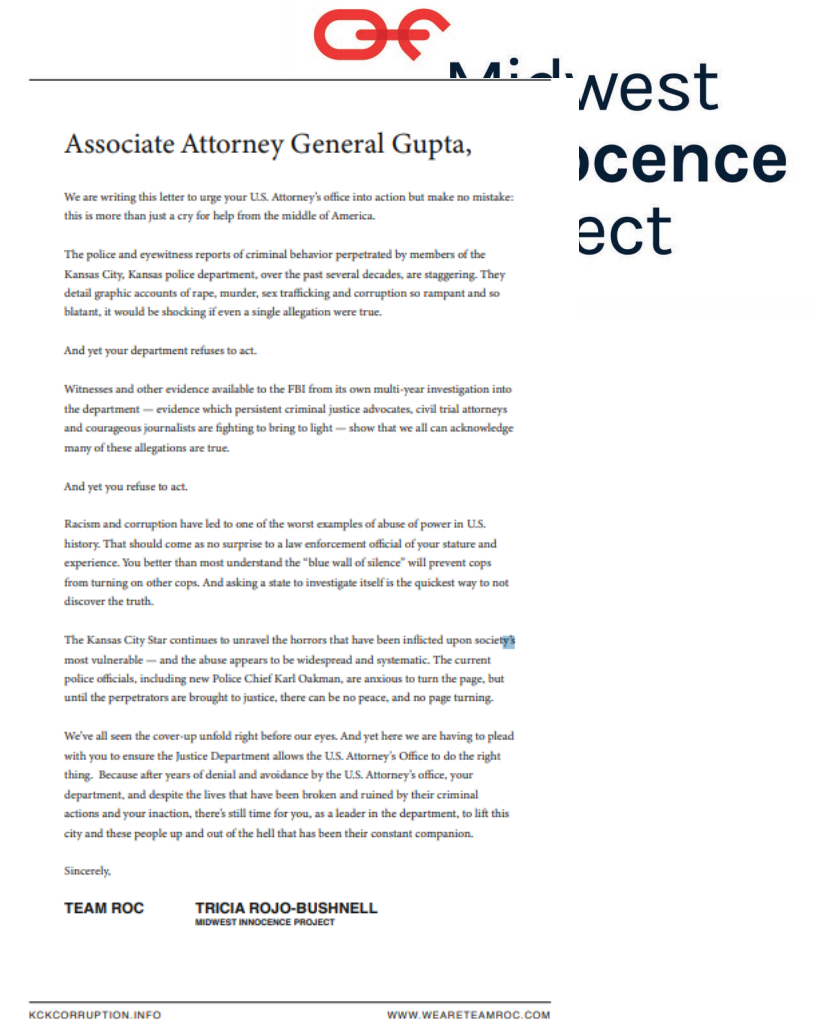 Midwest
ocence
ect
Associate Attorney General Gupta,
We are writing this letter to urge your U.S. Attorney's office into action but make no mistake:
this is more than just a cry for help from the middle of America.
The police and eyewitness reports of criminal behavior perpetrated by members of the
Kansas City, Kansas police department, over the past several decades, are staggering. They
detail graphic accounts of rape, murder, sex trafficking and corruption so rampant and so
blatant, it would be shocking if even a single allegation were true.
And yet your department refuses to act.
Witnesses and other evidence available to the FBI from its own multi-year investigation into
the department — evidence which persistent criminal justice advocates, civil trial attorneys
and courageous journalists are fighting to bring to light — show that we all can acknowledge
many of these allegations are true.
And yet you refuse to act.
Racism and corruption have led to one of the worst examples of abuse of power in U.S.
history. That should come as no surprise to a law enforcement official of your stature and
experience. You better than most understand the “blue wall of silence” will prevent cops
from turning on other cops. And asking a state to investigate itself is the quickest way to not
discover the truth.
The Kansas City Star continues to unravel the horrors that have been inflicted upon society's
most vulnerable — and the abuse appears to be widespread and systematic. The current
police officials, including new Police Chief Karl Oakman, are anxious to turn the page, but
until the perpetrators are brought to justice, there can be no peace, and no page turning.
We've all seen the cover-up unfold right before our eyes. And yet here we are having to plead
with you to ensure the Justice Department allows the U.S. Attorney's Office to do the right
thing.  Because after years of denial and avoidance by the U.S. Attorney's office, your
department, and despite the lives that have been broken and ruined by their criminal
actions and your inaction, there's still time for you, as a leader in the department, to lift this
city and these people up and out of the hell that has been their constant companion.
Sincerely,
TEAM ROC TRICIA ROJO-BUSHNELL
MIDWEST INNOCENCE PROJECT
KCKCORRUPTION.INFO WWW.WEARETEAMROC.COM